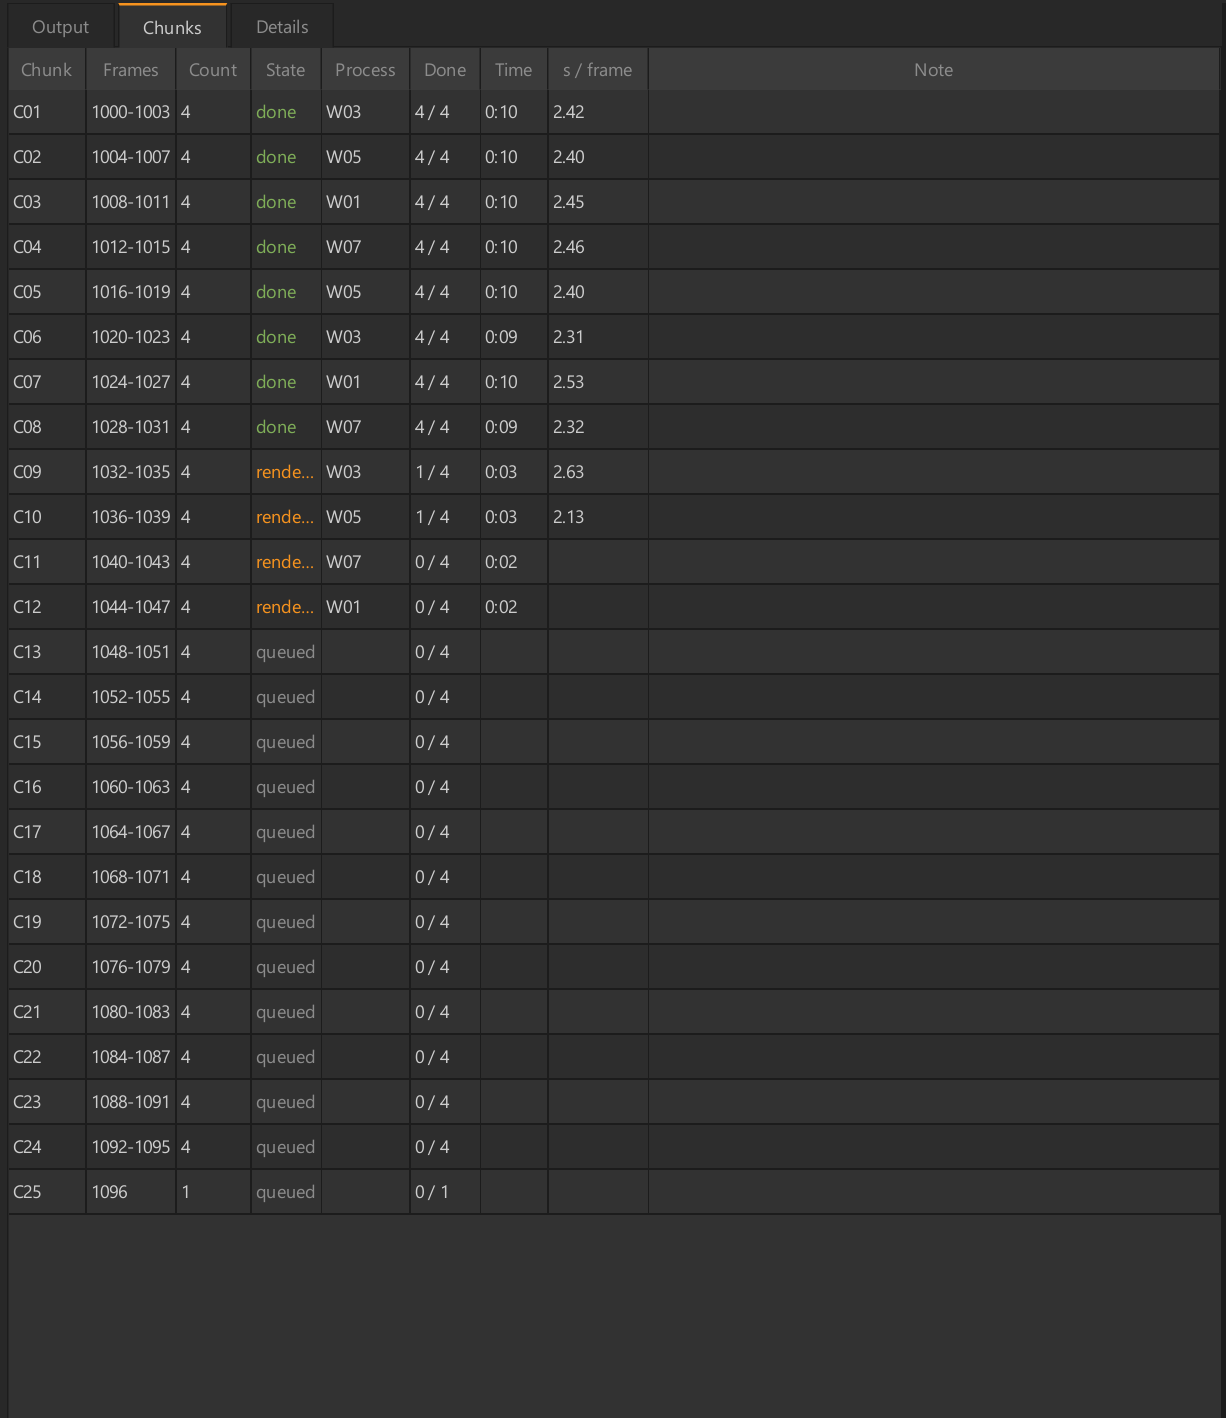 Output Chunks Details
Chunk Frames Count State Process Done Time s / frame Note
C01 1000-1003 4 done W03 4 / 4 0:10 2.42
C02 1004-1007 4 done W05 4 / 4 0:10 2.40
C03 1008-1011 4 done W01 4 / 4 0:10 2.45
C04 1012-1015 4 done W07 4 / 4 0:10 2.46
C05 1016-1019 4 done W05 4 / 4 0:10 2.40
C06 1020-1023 4 done W03 4 / 4 0:09 2.31
C07 1024-1027 4 done W01 4 / 4 0:10 2.53
C08 1028-1031 4 done W07 4 / 4 0:09 2.32
C09 1032-1035 4 rende... W03 1 / 4 0:03 2.63
C10 1036-1039 4 rende... W05 1 / 4 0:03 2.13
C11 1040-1043 4 rende... W07 0 / 4 0:02
C12 1044-1047 4 rende... W01 0 / 4 0:02
C13 1048-1051 4 queued 0 / 4
C14 1052-1055 4 queued 0 / 4
C15 1056-1059 4 queued 0 / 4
C16 1060-1063 4 queued 0 / 4
C17 1064-1067 4 queued 0 / 4
C18 1068-1071 4 queued 0 / 4
C19 1072-1075 4 queued 0 / 4
C20 1076-1079 4 queued 0 / 4
C21 1080-1083 4 queued 0 / 4
C22 1084-1087 4 queued 0 / 4
C23 1088-1091 4 queued 0 / 4
C24 1092-1095 4 queued 0 / 4
C25 1096 1 queued 0 / 1